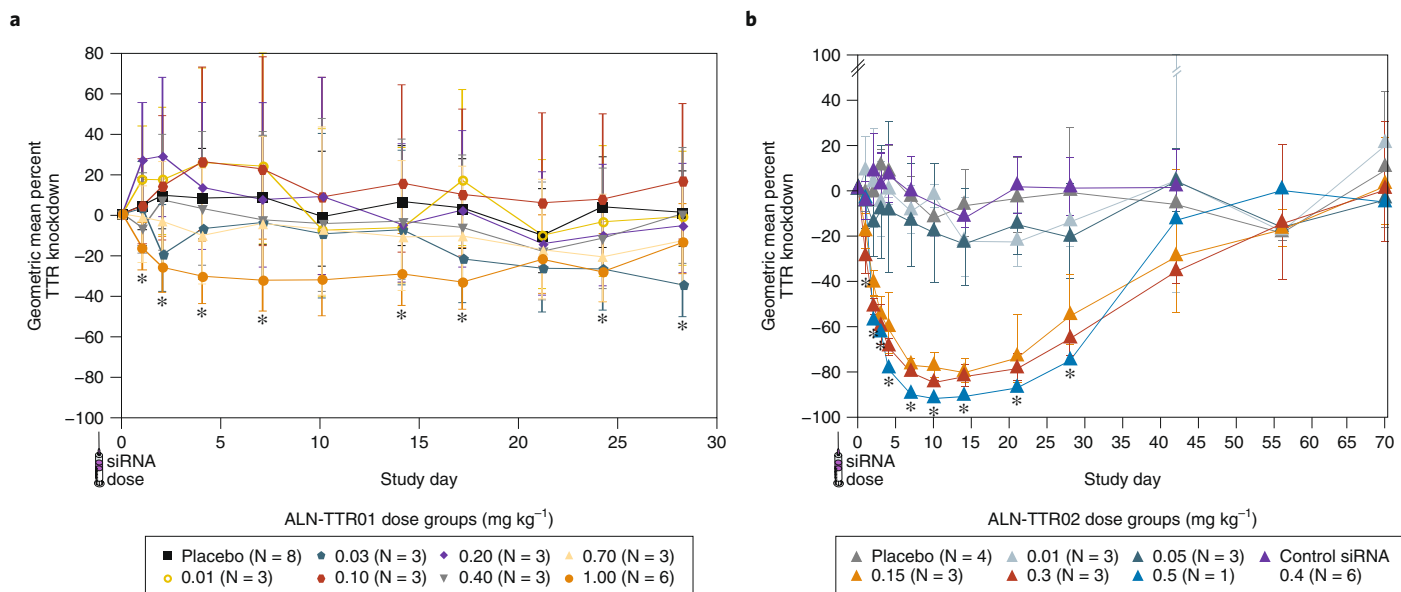 a
80
60
40
20
0
−20
−40
−60
−80
−100
Geometric mean percent
TTR knockdown
* * * * * * * *
0 5 10 15 20 25 30
siRNA
dose
Study day
ALN-TTR01 dose groups (mg kg−1)
Placebo (N = 8) 0.03 (N = 3) 0.20 (N = 3) 0.70 (N = 3)
0.01 (N = 3) 0.10 (N = 3) 0.40 (N = 3) 1.00 (N = 6)
b
100
40
20
0
−20
−40
−60
−80
−100
Geometric mean percent
TTR knockdown
* * * * * * * * *
0 5 10 15 20 25 30 35 40 45 50 55 60 65 70
siRNA
dose
Study day
ALN-TTR02 dose groups (mg kg−1)
Placebo (N = 4) 0.01 (N = 3) 0.05 (N = 3) Control siRNA
0.15 (N = 3) 0.3 (N = 3) 0.5 (N = 1) 0.4 (N = 6)